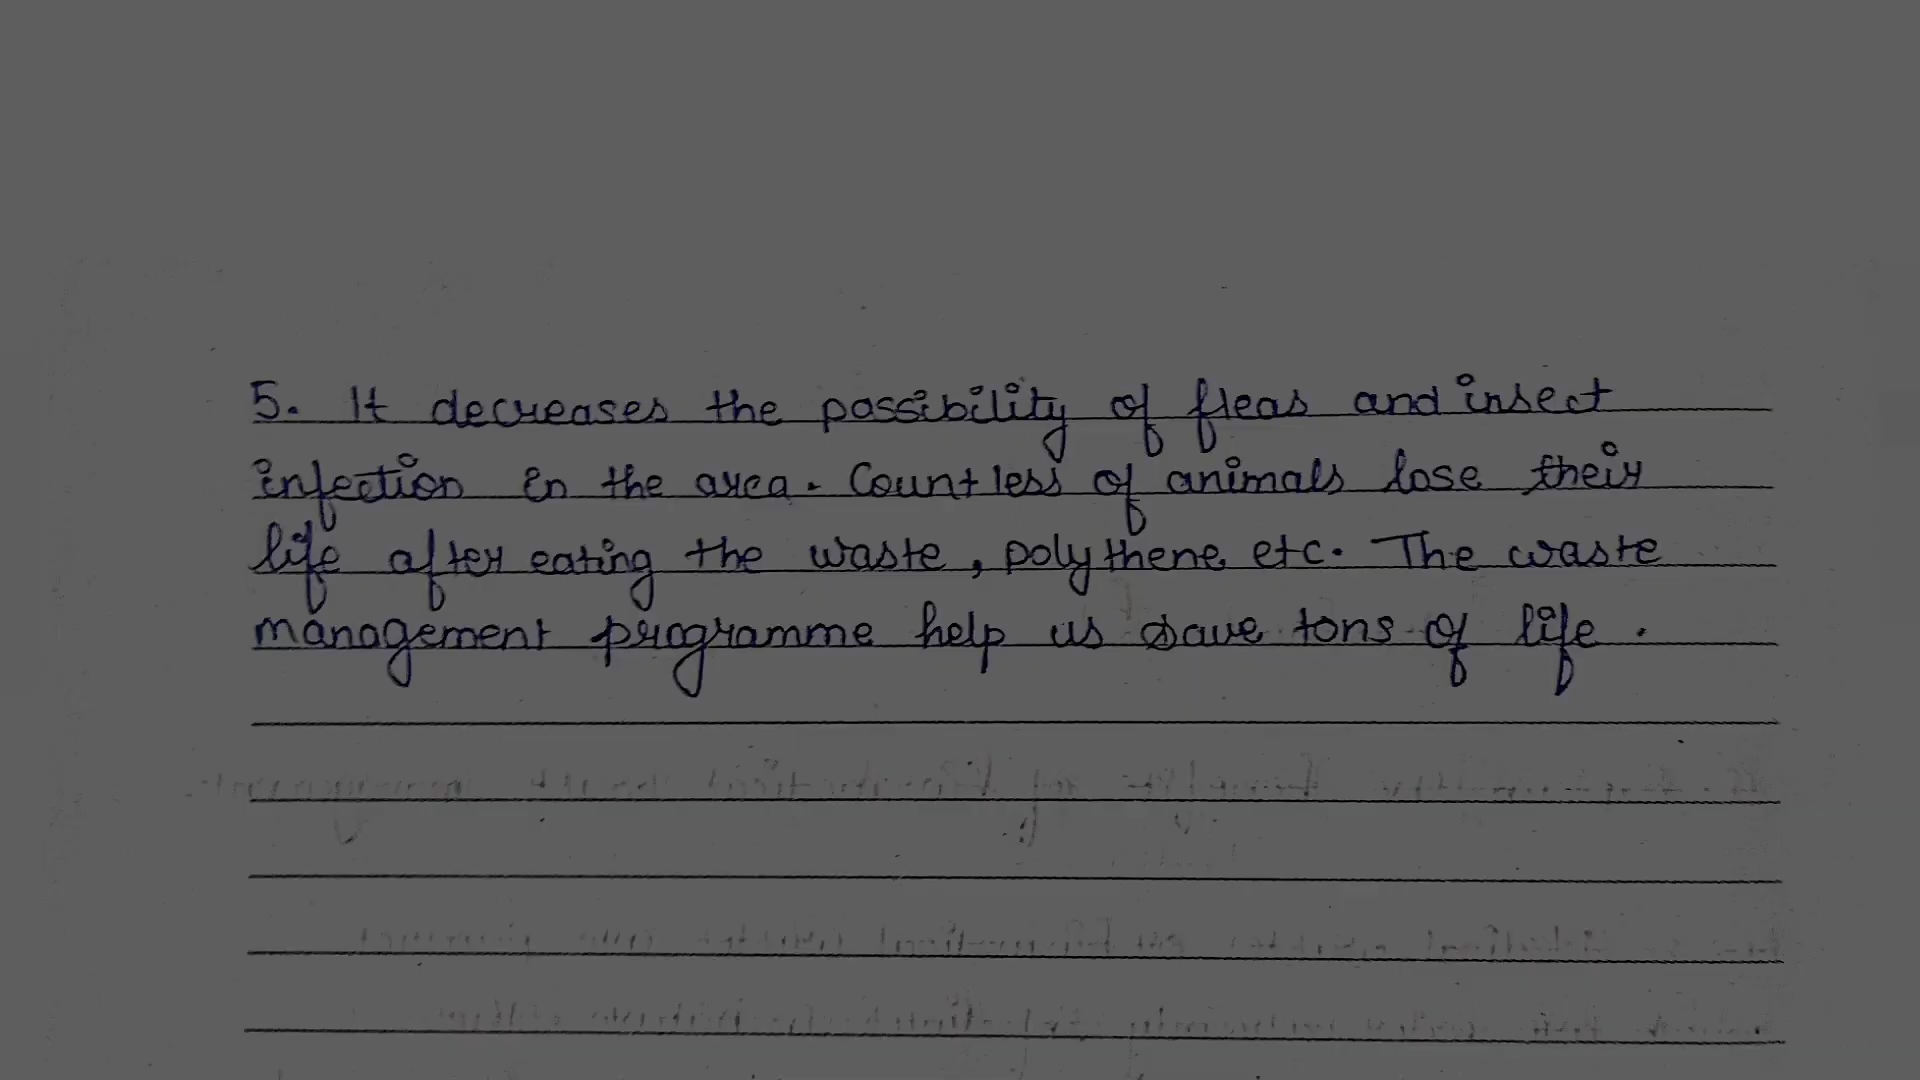 5. It decreases the possibility of fleas and insect
infection in the area. Countless of animals lose their
life after eating the waste, polythene etc. The waste
management programme help us save tons of life.